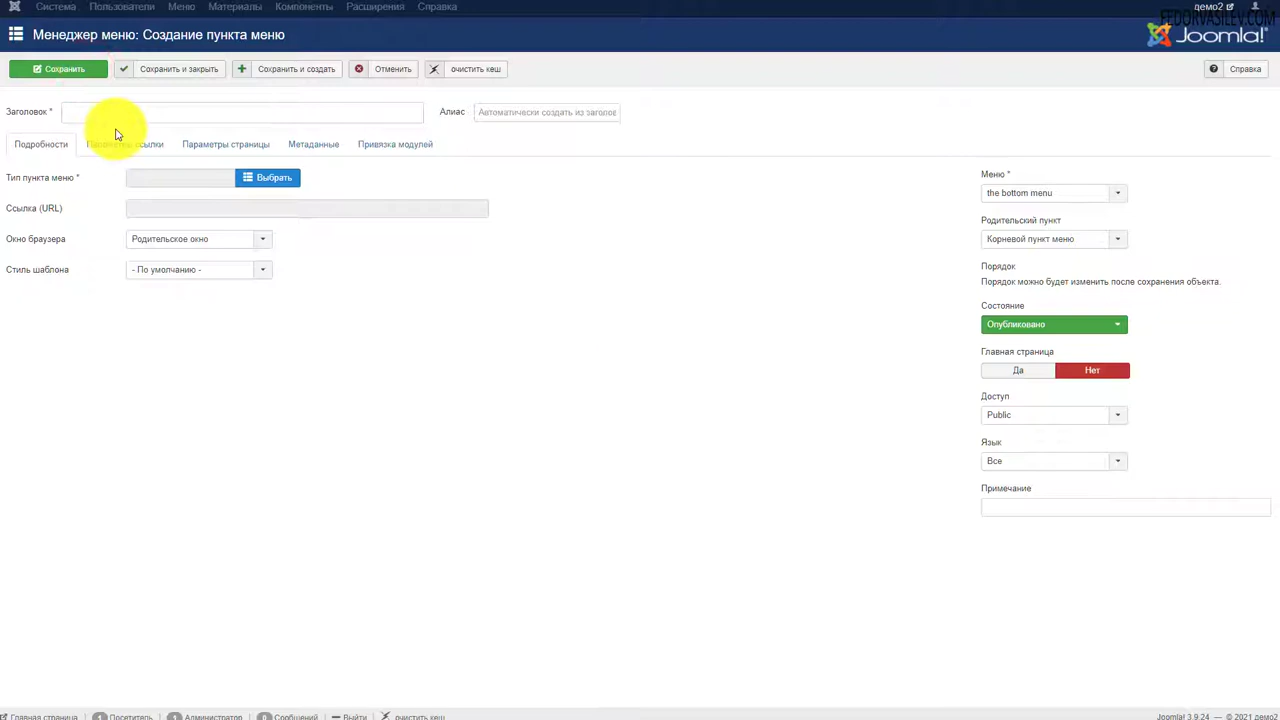 Система Пользователи Меню Материалы Компоненты Расширения Справка демо2
FEDORVASILEV.COM
Менеджер меню: Создание пункта меню
Joomla!
Сохранить Сохранить и закрыть Сохранить и создать Отменить очистить кеш Справка
Заголовок * Алиас Автоматически создать из заголов
Подробности Параметры ссылки Параметры страницы Метаданные Привязка модулей
Тип пункта меню * Выбрать
Ссылка (URL)
Окно браузера Родительское окно
Стиль шаблона - По умолчанию -
Меню *
the bottom menu
Родительский пункт
Корневой пункт меню
Порядок
Порядок можно будет изменить после сохранения объекта.
Состояние
Опубликовано
Главная страница
Да Нет
Доступ
Public
Язык
Все
Примечание
Главная страница Посетитель Администратор Сообщений Выйти очистить кеш Joomla! 3.9.24 — © 2021 демо2